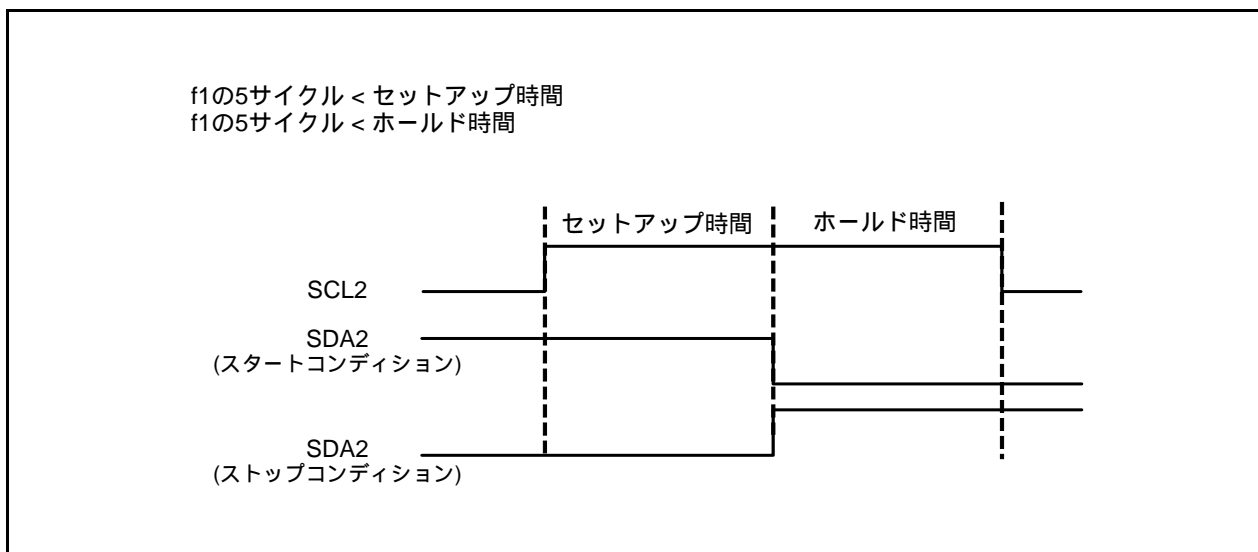 f1の5サイクル < セットアップ時間
f1の5サイクル < ホールド時間
セットアップ時間 ホールド時間
SCL2
SDA2
(スタートコンディション)
SDA2
(ストップコンディション)